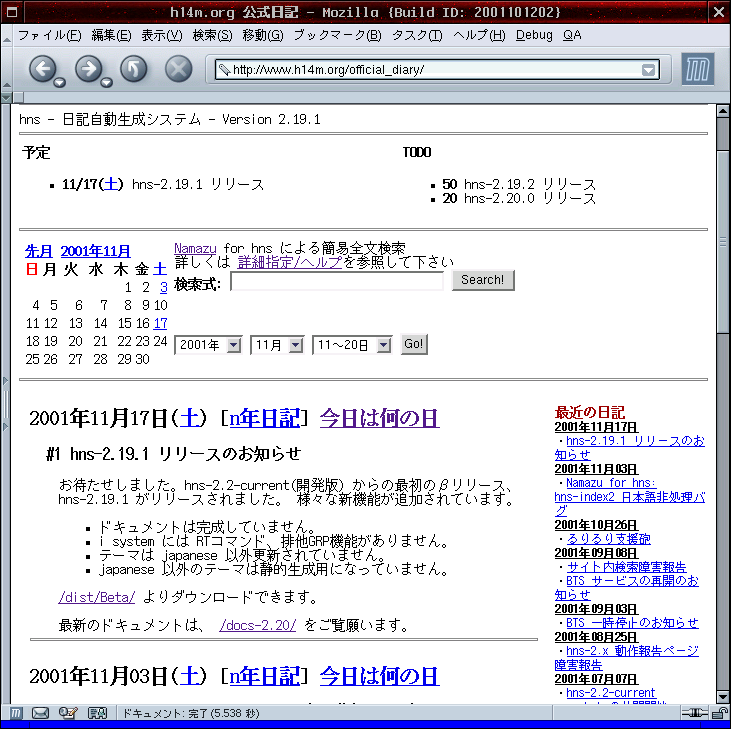 h14m.org 公式日記 - Mozilla {Build ID: 2001101202}
ファイル(F) 編集(E) 表示(V) 検索(S) 移動(G) ブックマーク(B) タスク(T) ヘルプ(H) Debug QA
http://www.h14m.org/official_diary/
hns - 日記自動生成システム - Version 2.19.1
予定
11/17(土) hns-2.19.1 リリース
TODO
50 hns-2.19.2 リリース
20 hns-2.20.0 リリース
先月 2001年11月
日 月 火 水 木 金 土
1 2 3
4 5 6 7 8 9 10
11 12 13 14 15 16 17
18 19 20 21 22 23 24
25 26 27 28 29 30
Namazu for hns による簡易全文検索
詳しくは 詳細指定/ヘルプを参照して下さい
検索式: Search!
2001年 11月 11～20日 Go!
2001年11月17日(土) [n年日記] 今日は何の日
#1 hns-2.19.1 リリースのお知らせ
お待たせしました。hns-2.2-current(開発版) からの最初のβリリース、
hns-2.19.1 がリリースされました。 様々な新機能が追加されています。
ドキュメントは完成していません。
i system には RTコマンド、排他GRP機能がありません。
テーマは japanese 以外更新されていません。
japanese 以外のテーマは静的生成用になっていません。
/dist/Beta/ よりダウンロードできます。
最新のドキュメントは、 /docs-2.20/ をご覧願います。
2001年11月03日(土) [n年日記] 今日は何の日
最近の日記
2001年11月17日
・hns-2.19.1 リリースのお
知らせ
2001年11月03日
・Namazu for hns:
hns-index2 日本語非処理バ
グ
2001年10月26日
・るりるり支援砲
2001年09月08日
・サイト内検索障害報告
・BTS サービスの再開のお
知らせ
2001年09月03日
・BTS 一時停止のお知らせ
2001年08月25日
・hns-2.x 動作報告ページ
障害報告
2001年07月07日
・hns-2.2-current
ドキュメント: 完了 (5.538 秒)